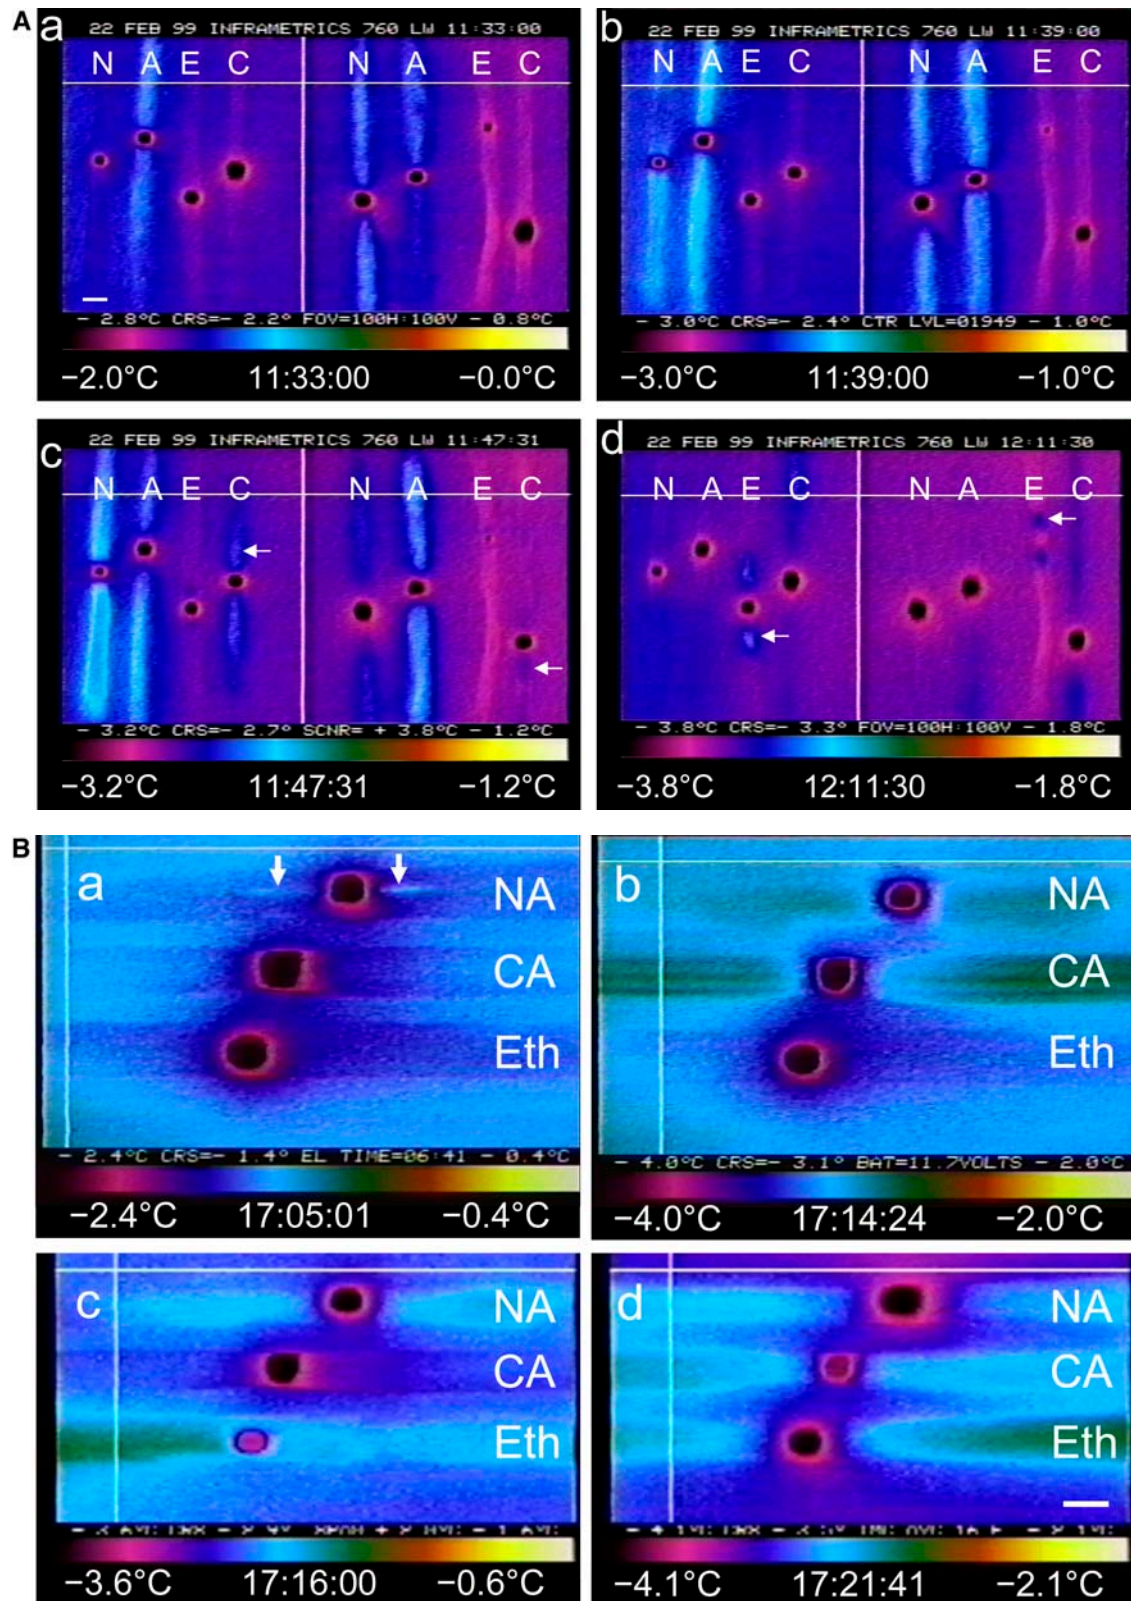 A
a
22 FEB 99 INFRAMETRICS 760 LW 11:33:00
N A E C N A E C
- 2.8°C CRS=- 2.2° FOV=100H:100V - 0.8°C
−2.0°C 11:33:00 −0.0°C
b
22 FEB 99 INFRAMETRICS 760 LW 11:39:00
N A E C N A E C
- 3.0°C CRS=- 2.4° CTR LVL=01949 - 1.0°C
−3.0°C 11:39:00 −1.0°C
c
22 FEB 99 INFRAMETRICS 760 LW 11:47:31
N A E C N A E C
- 3.2°C CRS=- 2.7° SCNR= + 3.8°C - 1.2°C
−3.2°C 11:47:31 −1.2°C
d
22 FEB 99 INFRAMETRICS 760 LW 12:11:30
N A E C N A E C
- 3.8°C CRS=- 3.3° FOV=100H:100V - 1.8°C
−3.8°C 12:11:30 −1.8°C
B
a
NA
CA
Eth
- 2.4°C CRS=- 1.4° EL TIME=06:41 - 0.4°C
−2.4°C 17:05:01 −0.4°C
b
NA
CA
Eth
- 4.0°C CRS=- 3.1° BAT=11.7VOLTS - 2.0°C
−4.0°C 17:14:24 −2.0°C
c
NA
CA
Eth
−3.6°C 17:16:00 −0.6°C
d
NA
CA
Eth
−4.1°C 17:21:41 −2.1°C